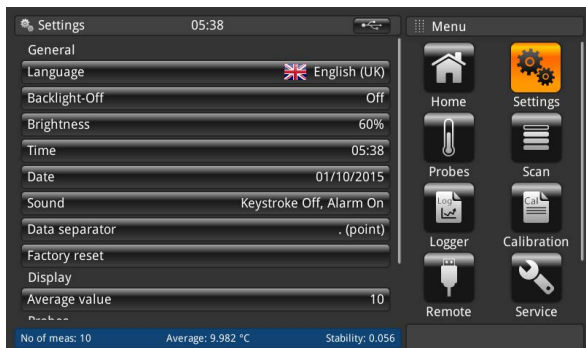 Settings 05:38
General
Language English (UK)
Backlight-Off Off
Brightness 60%
Time 05:38
Date 01/10/2015
Sound Keystroke Off, Alarm On
Data separator . (point)
Factory reset
Display
Average value 10
Probes
No of meas: 10 Average: 9.982 °C Stability: 0.056
Menu
Home Settings
Probes Scan
Log Cal
Logger Calibration
Remote Service